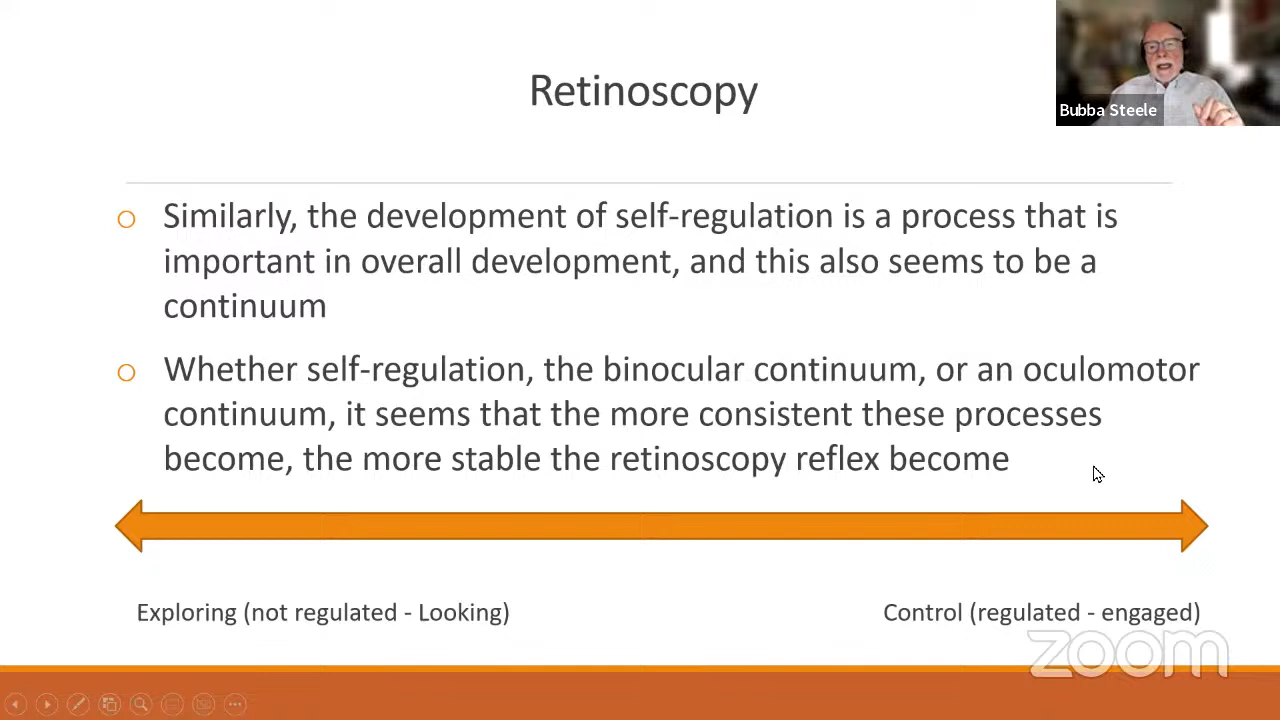 Retinoscopy
Bubba Steele
Similarly, the development of self-regulation is a process that is
important in overall development, and this also seems to be a
continuum
Whether self-regulation, the binocular continuum, or an oculomotor
continuum, it seems that the more consistent these processes
become, the more stable the retinoscopy reflex become
Exploring (not regulated - Looking)
Control (regulated - engaged)
zoom